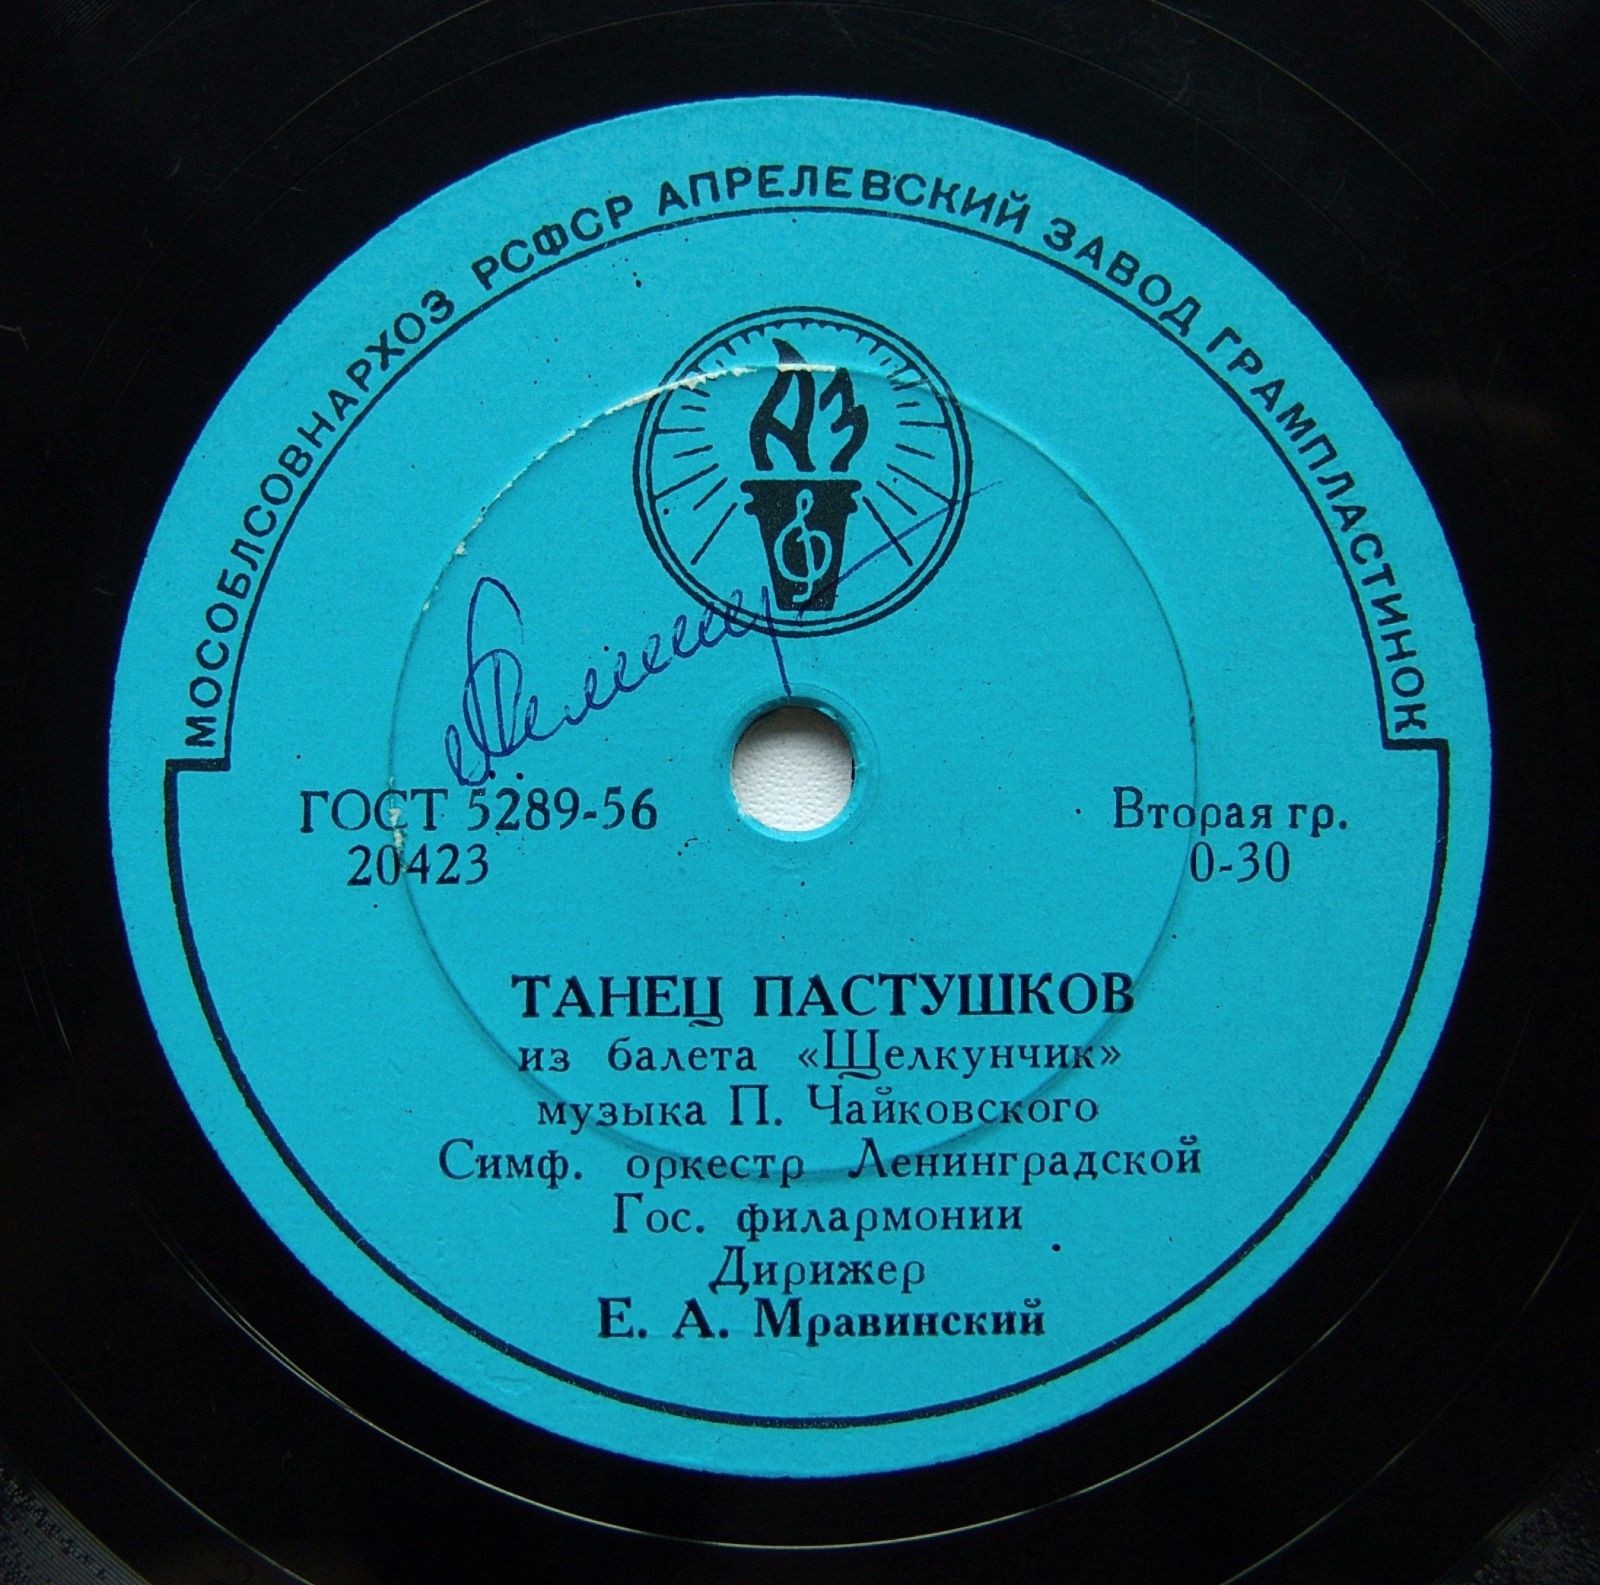 МОСОБЛСОВНАРХОЗ РСФСР АПРЕЛЕВСКИЙ ЗАВОД ГРАМПЛАСТИНОК
АЗ
ГОСТ 5289-56
20423
Вторая гр.
0-30
ТАНЕЦ ПАСТУШКОВ
из балета «Щелкунчик»
музыка П. Чайковского
Симф. оркестр Ленинградской
Гос. филармонии
Дирижер
Е. А. Мравинский